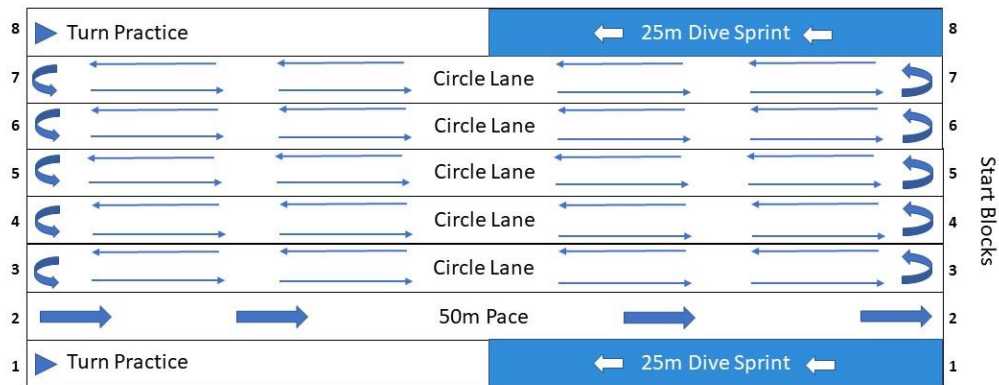 8 Turn Practice 25m Dive Sprint 8
7 Circle Lane 7
6 Circle Lane 6
5 Circle Lane 5
4 Circle Lane 4
3 Circle Lane 3
2 50m Pace 2
1 Turn Practice 25m Dive Sprint 1
Start Blocks